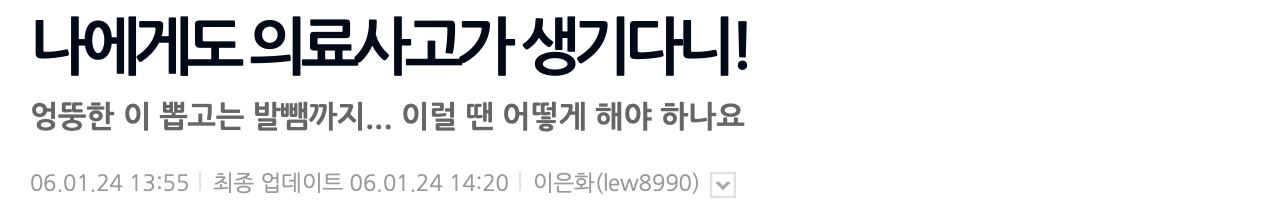 나에게도 의료사고가 생기다니!
엉뚱한 이 뽑고는 발뺌까지... 이럴 땐 어떻게 해야 하나요
06.01.24 13:55 | 최종 업데이트 06.01.24 14:20 | 이은화(lew8990)